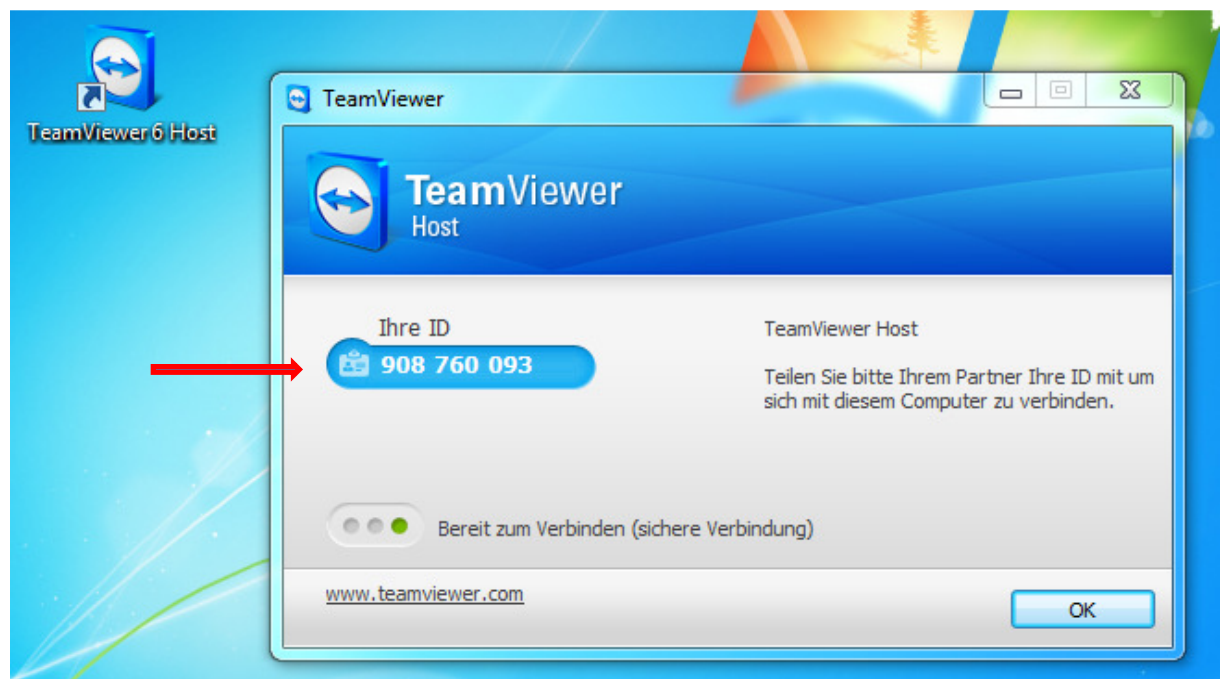 TeamViewer 6 Host
TeamViewer
TeamViewer
Host
Ihre ID
908 760 093
TeamViewer Host
Teilen Sie bitte Ihrem Partner Ihre ID mit um
sich mit diesem Computer zu verbinden.
Bereit zum Verbinden (sichere Verbindung)
www.teamviewer.com
OK